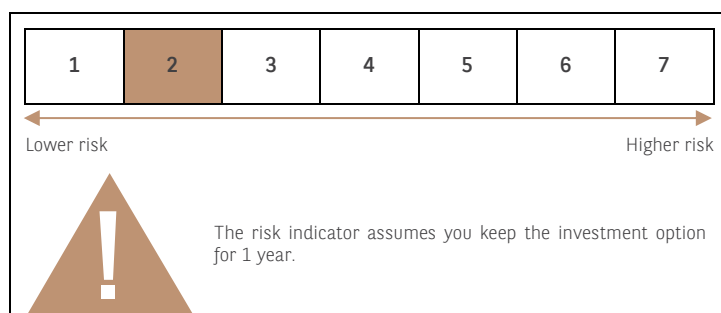 1 2 3 4 5 6 7
Lower risk Higher risk
!
The risk indicator assumes you keep the investment option
for 1 year.